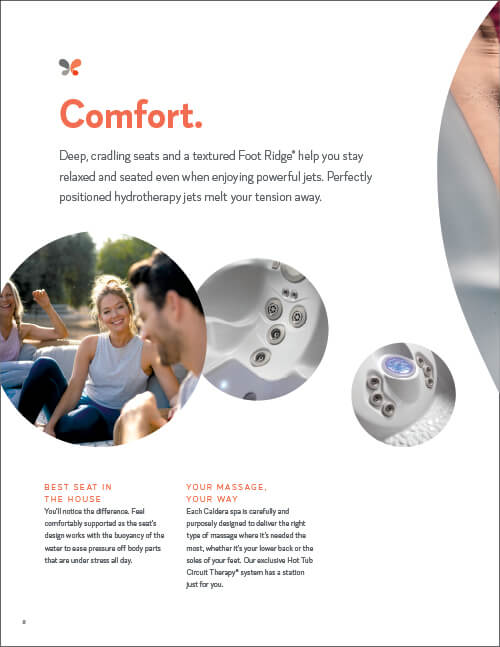 Comfort.
Deep, cradling seats and a textured Foot Ridge® help you stay
relaxed and seated even when enjoying powerful jets. Perfectly
positioned hydrotherapy jets melt your tension away.
BEST SEAT IN
THE HOUSE
You'll notice the difference. Feel
comfortably supported as the seat's
design works with the buoyancy of the
water to ease pressure off body parts
that are under stress all day.
YOUR MASSAGE,
YOUR WAY
Each Caldera spa is carefully and
purposely designed to deliver the right
type of massage where it's needed the
most, whether it's your lower back or the
soles of your feet. Our exclusive Hot Tub
Circuit Therapy® system has a station
just for you.
8